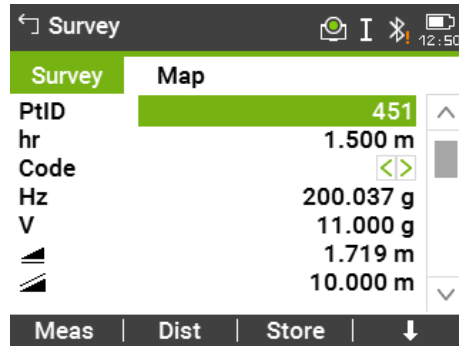 Survey
I
12:50
Survey Map
PtID 451
hr 1.500 m
Code
Hz 200.037 g
V 11.000 g
1.719 m
10.000 m
Meas | Dist | Store |